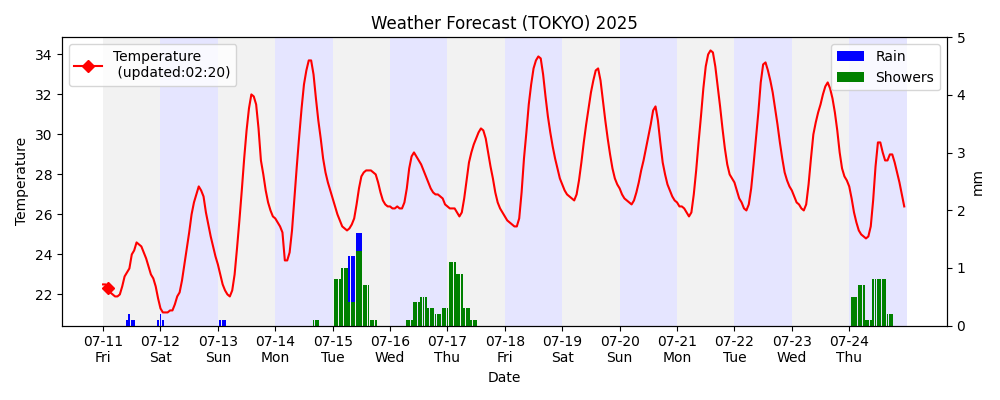 Weather Forecast (TOKYO) 2025
Temperature
(updated:02:20)
Rain
Showers
Temperature
34
32
30
28
26
24
22
5
4
3
2
1
0
mm
07-11 07-12 07-13 07-14 07-15 07-16 07-17 07-18 07-19 07-20 07-21 07-22 07-23 07-24
Fri Sat Sun Mon Tue Wed Thu Fri Sat Sun Mon Tue Wed Thu
Date